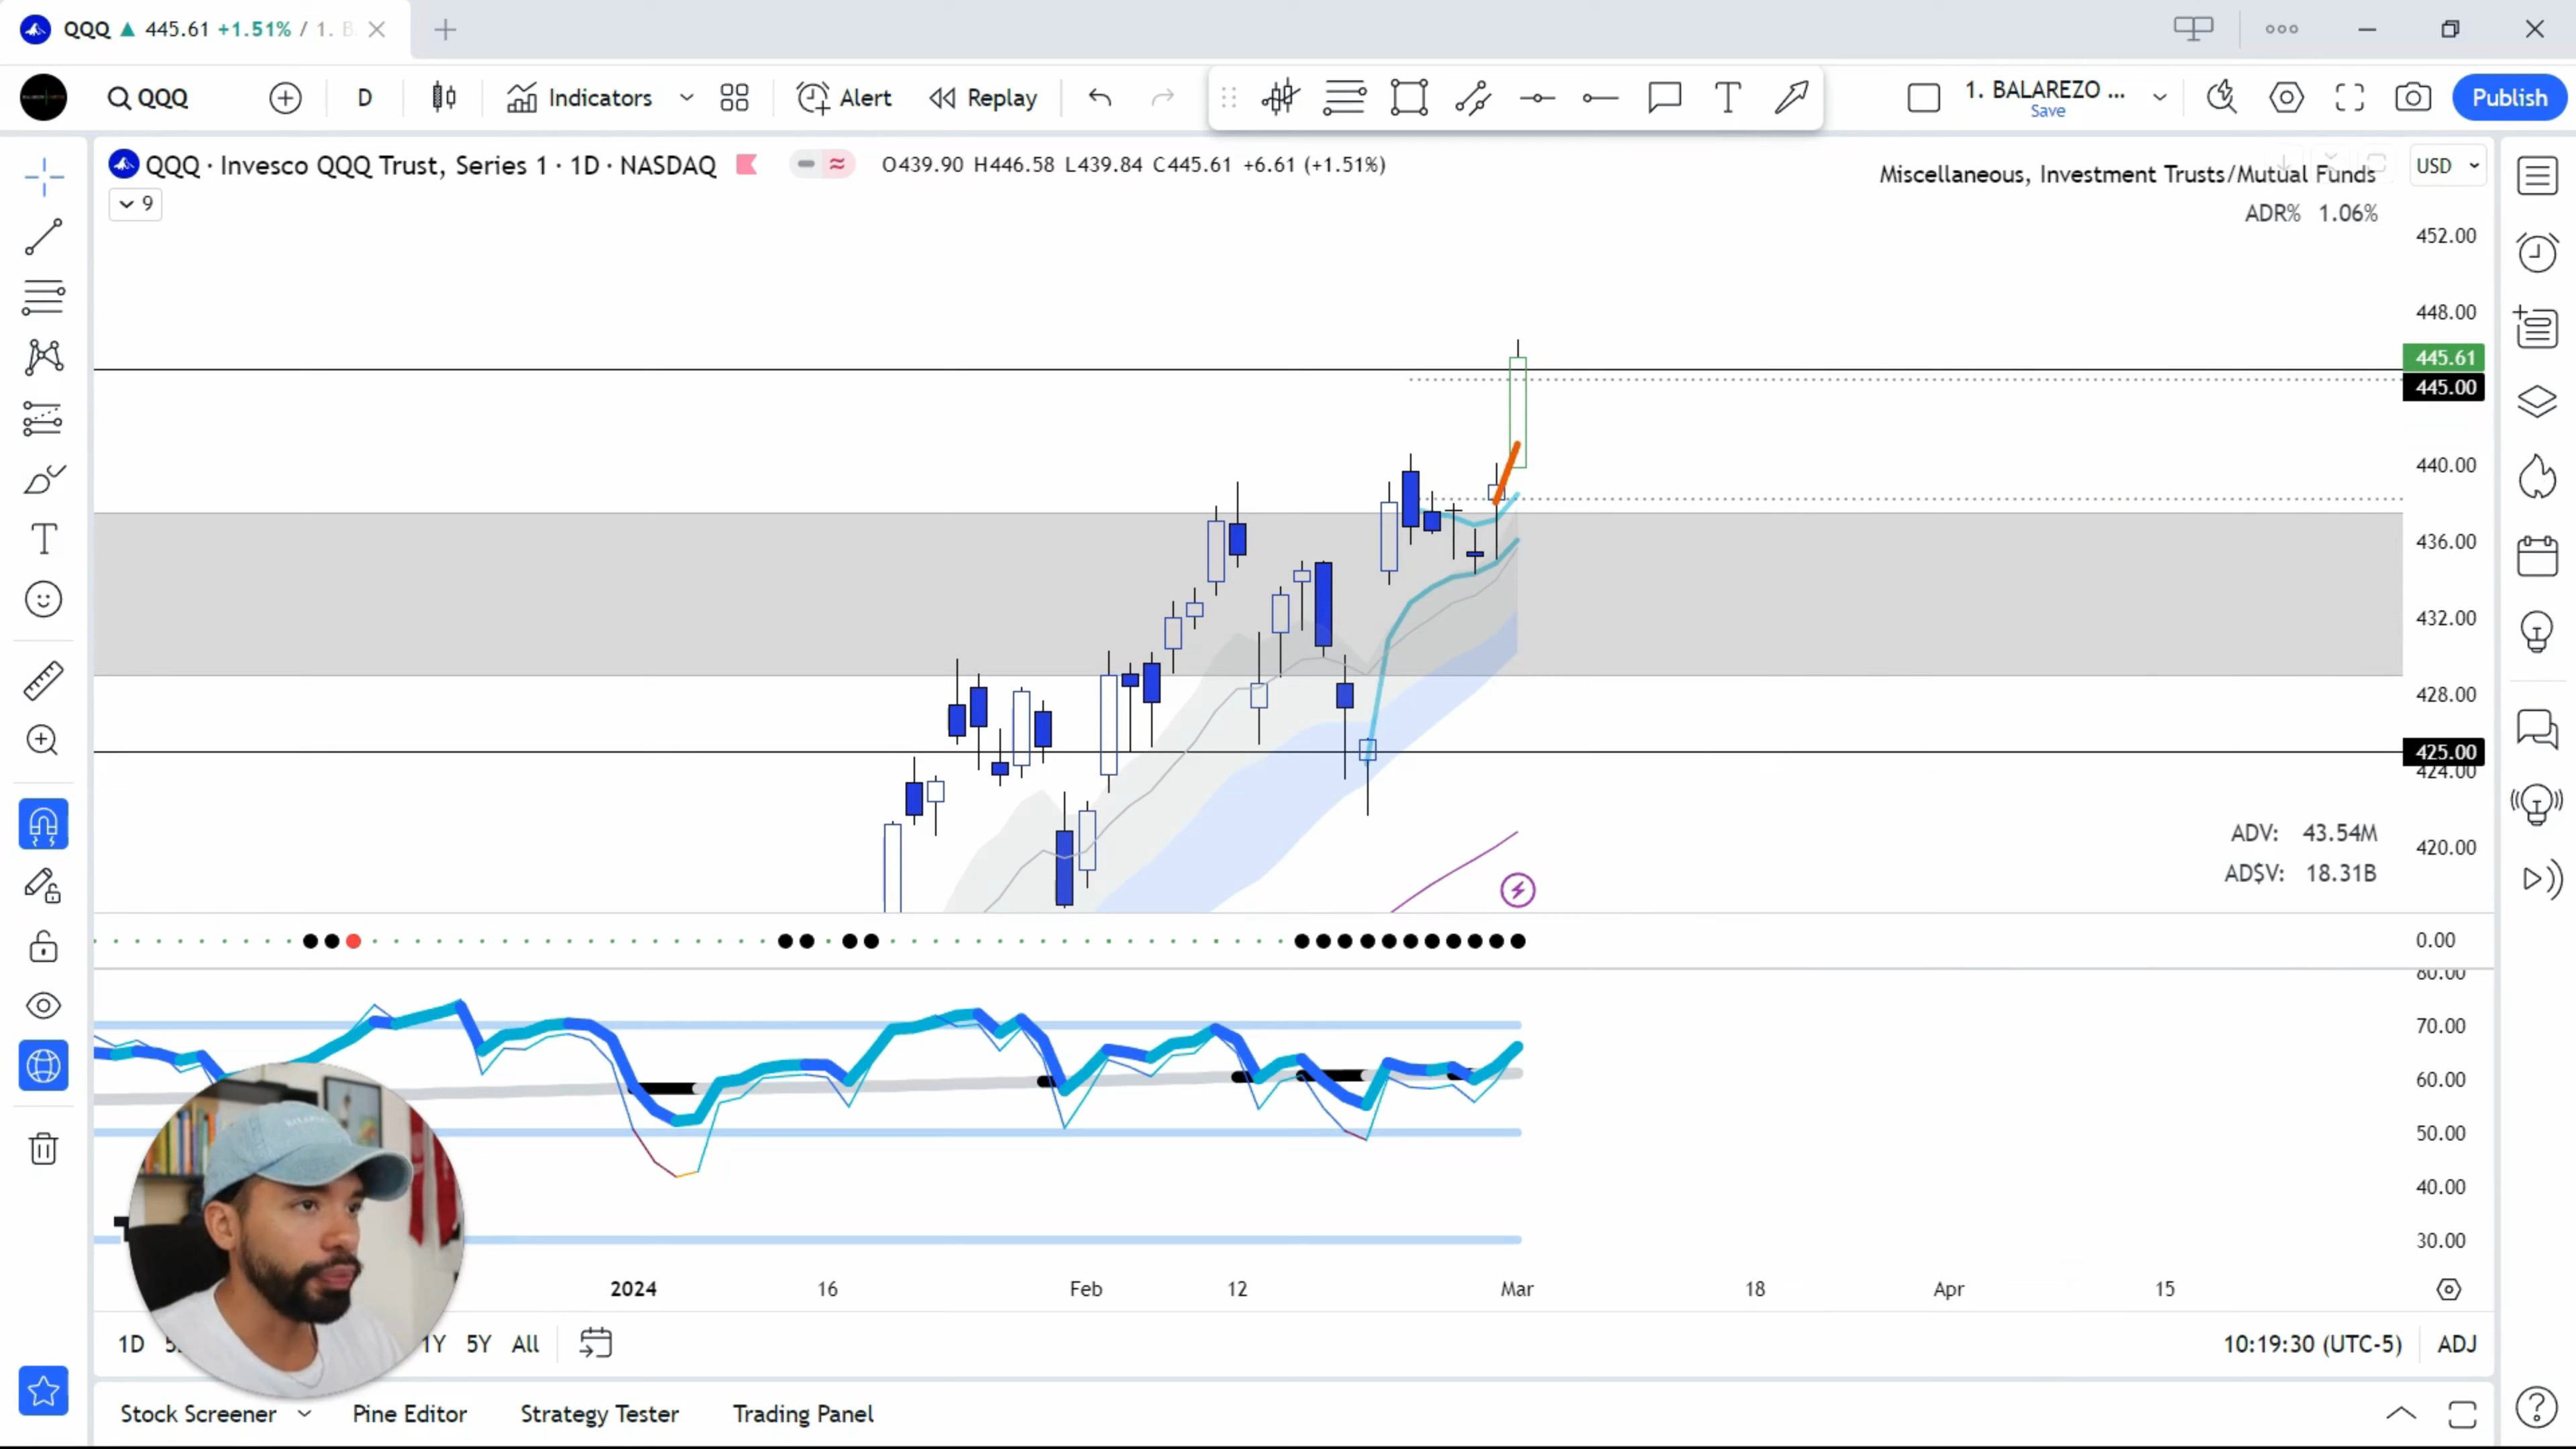 QQQ 445.61 +1.51% / 1. B
QQQ D Indicators Alert Replay 1. BALAREZO ... Save Publish
QQQ · Invesco QQQ Trust, Series 1 · 1D · NASDAQ O439.90 H446.58 L439.84 C445.61 +6.61 (+1.51%)
Miscellaneous, Investment Trusts/Mutual Funds
USD
9
ADR% 1.06%
452.00
448.00
445.61
445.00
440.00
436.00
432.00
428.00
425.00
424.00
ADV: 43.54M
420.00
AD$V: 18.31B
0.00
80.00
70.00
60.00
50.00
40.00
30.00
2024 16 Feb 12 Mar 18 Apr 15
1D 5 1Y 5Y All 10:19:30 (UTC-5) ADJ
Stock Screener Pine Editor Strategy Tester Trading Panel